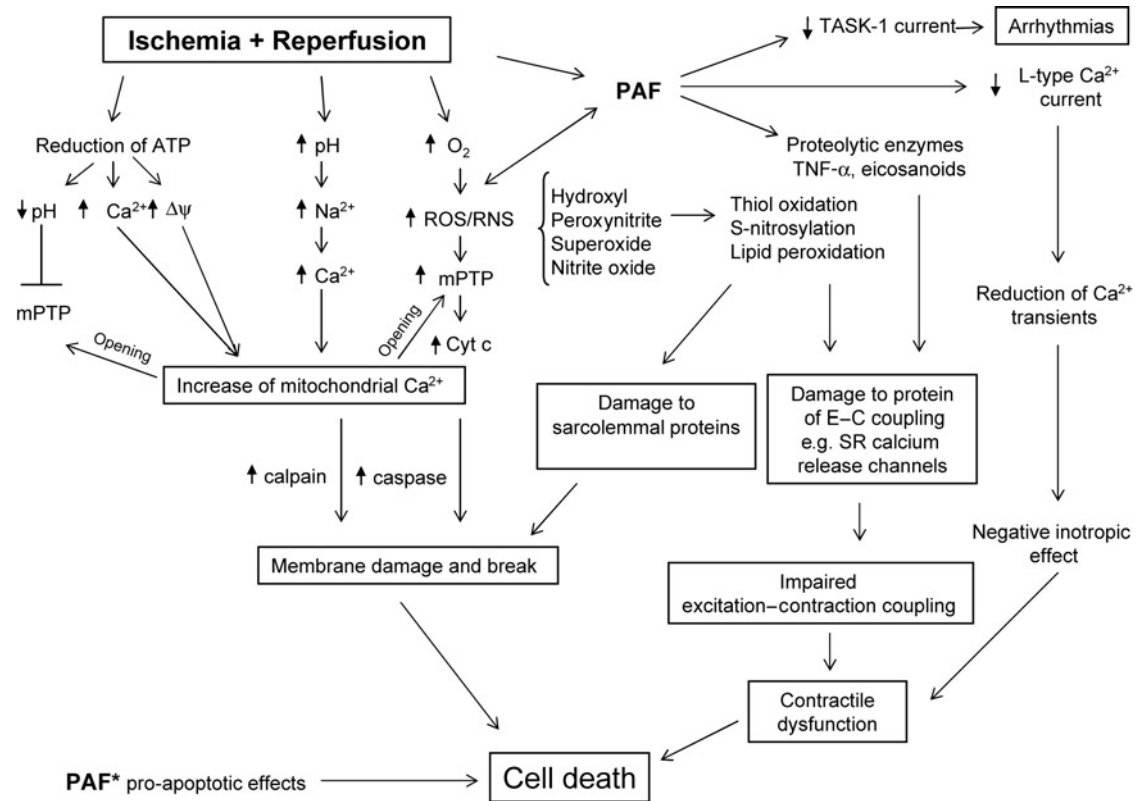 Ischemia + Reperfusion
TASK-1 current
Arrhythmias
PAF
L-type Ca²⁺
current
Reduction of ATP
pH
O₂
Proteolytic enzymes
TNF-α, eicosanoids
pH
Ca²⁺
Δψ
Na²⁺
ROS/RNS
Hydroxyl
Peroxynitrite
Superoxide
Nitrite oxide
Thiol oxidation
S-nitrosylation
Lipid peroxidation
Ca²⁺
mPTP
mPTP
Opening
Opening
Cyt c
Reduction of Ca²⁺
transients
Increase of mitochondrial Ca²⁺
Damage to
sarcolemmal proteins
Damage to protein
of E–C coupling
e.g. SR calcium
release channels
calpain
caspase
Negative inotropic
effect
Membrane damage and break
Impaired
excitation–contraction coupling
Contractile
dysfunction
PAF* pro-apoptotic effects
Cell death